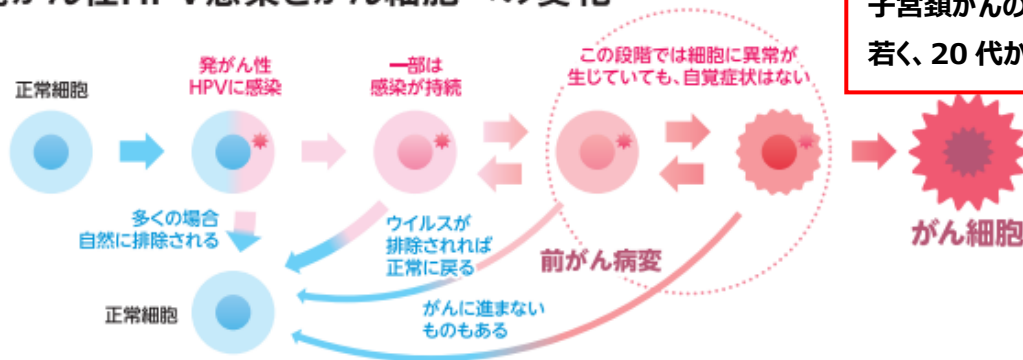 子宮頸がんの
若く、20 代か
正常細胞
発がん性
HPVに感染
一部は
感染が持続
この段階では細胞に異常が
生じていても、自覚症状はない
多くの場合
自然に排除される
ウイルスが
排除されれば
正常に戻る
前がん病変
がん細胞
正常細胞
がんに進まない
ものもある